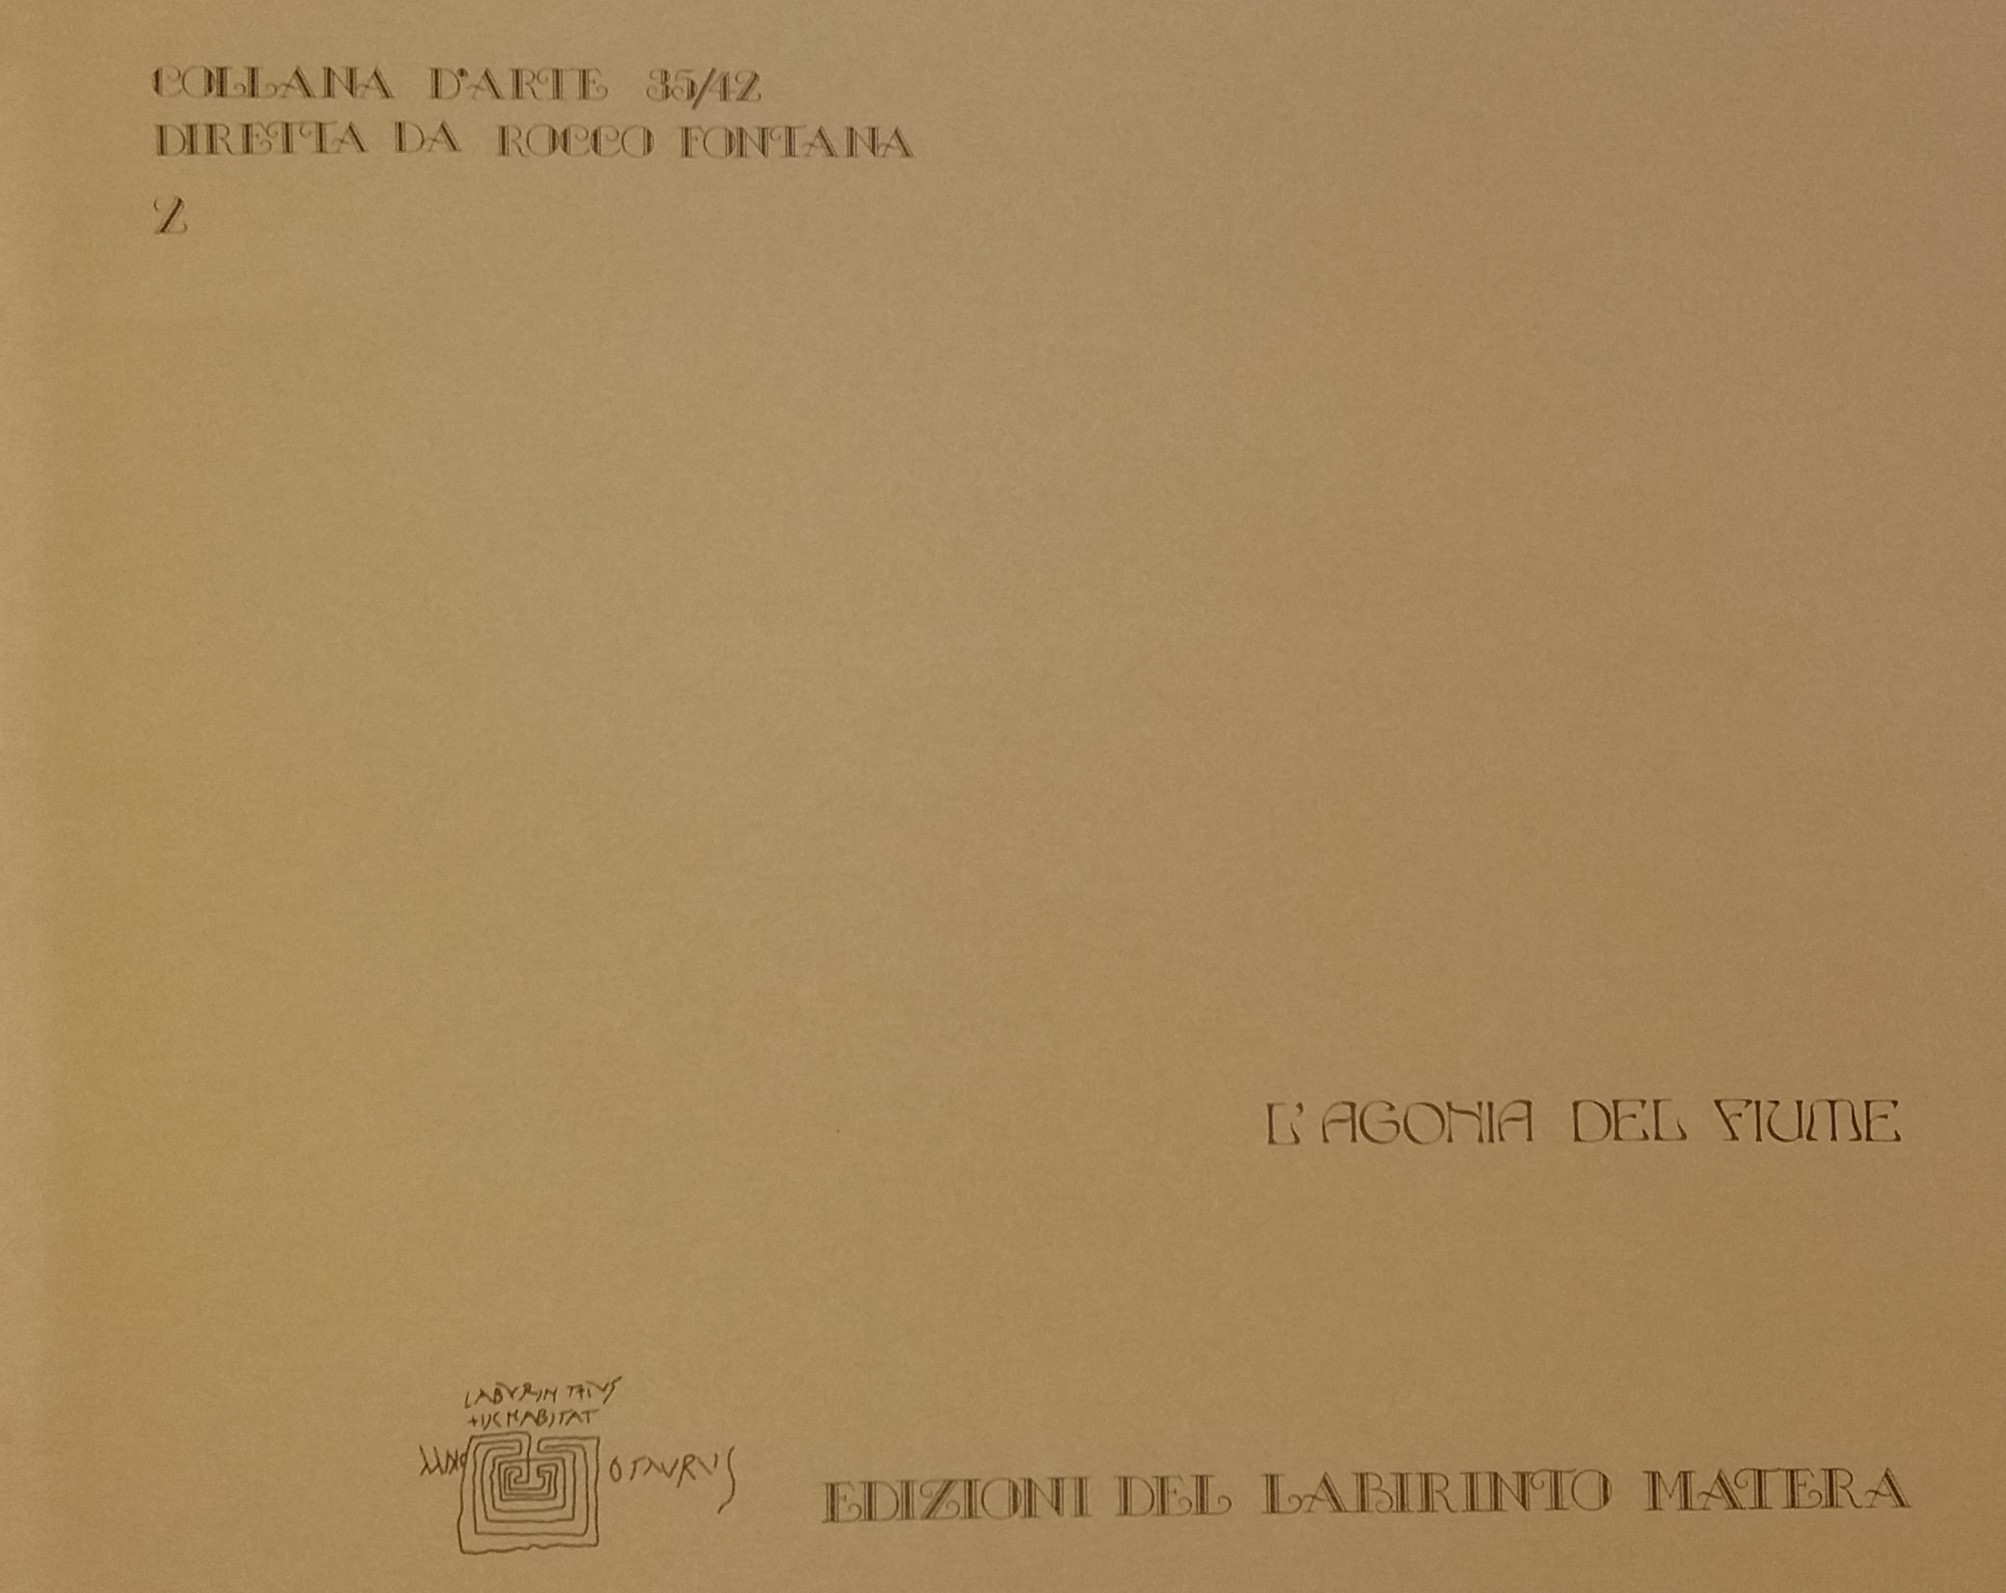 COLLANA D'ARTE 35/42
DIRETTA DA ROCCO FONTANA
2
L'AGONIA DEL FIUME
LABYRINTHUS
HIC HABITAT
MINOTAURUS
EDIZIONI DEL LABIRINTO MATERA